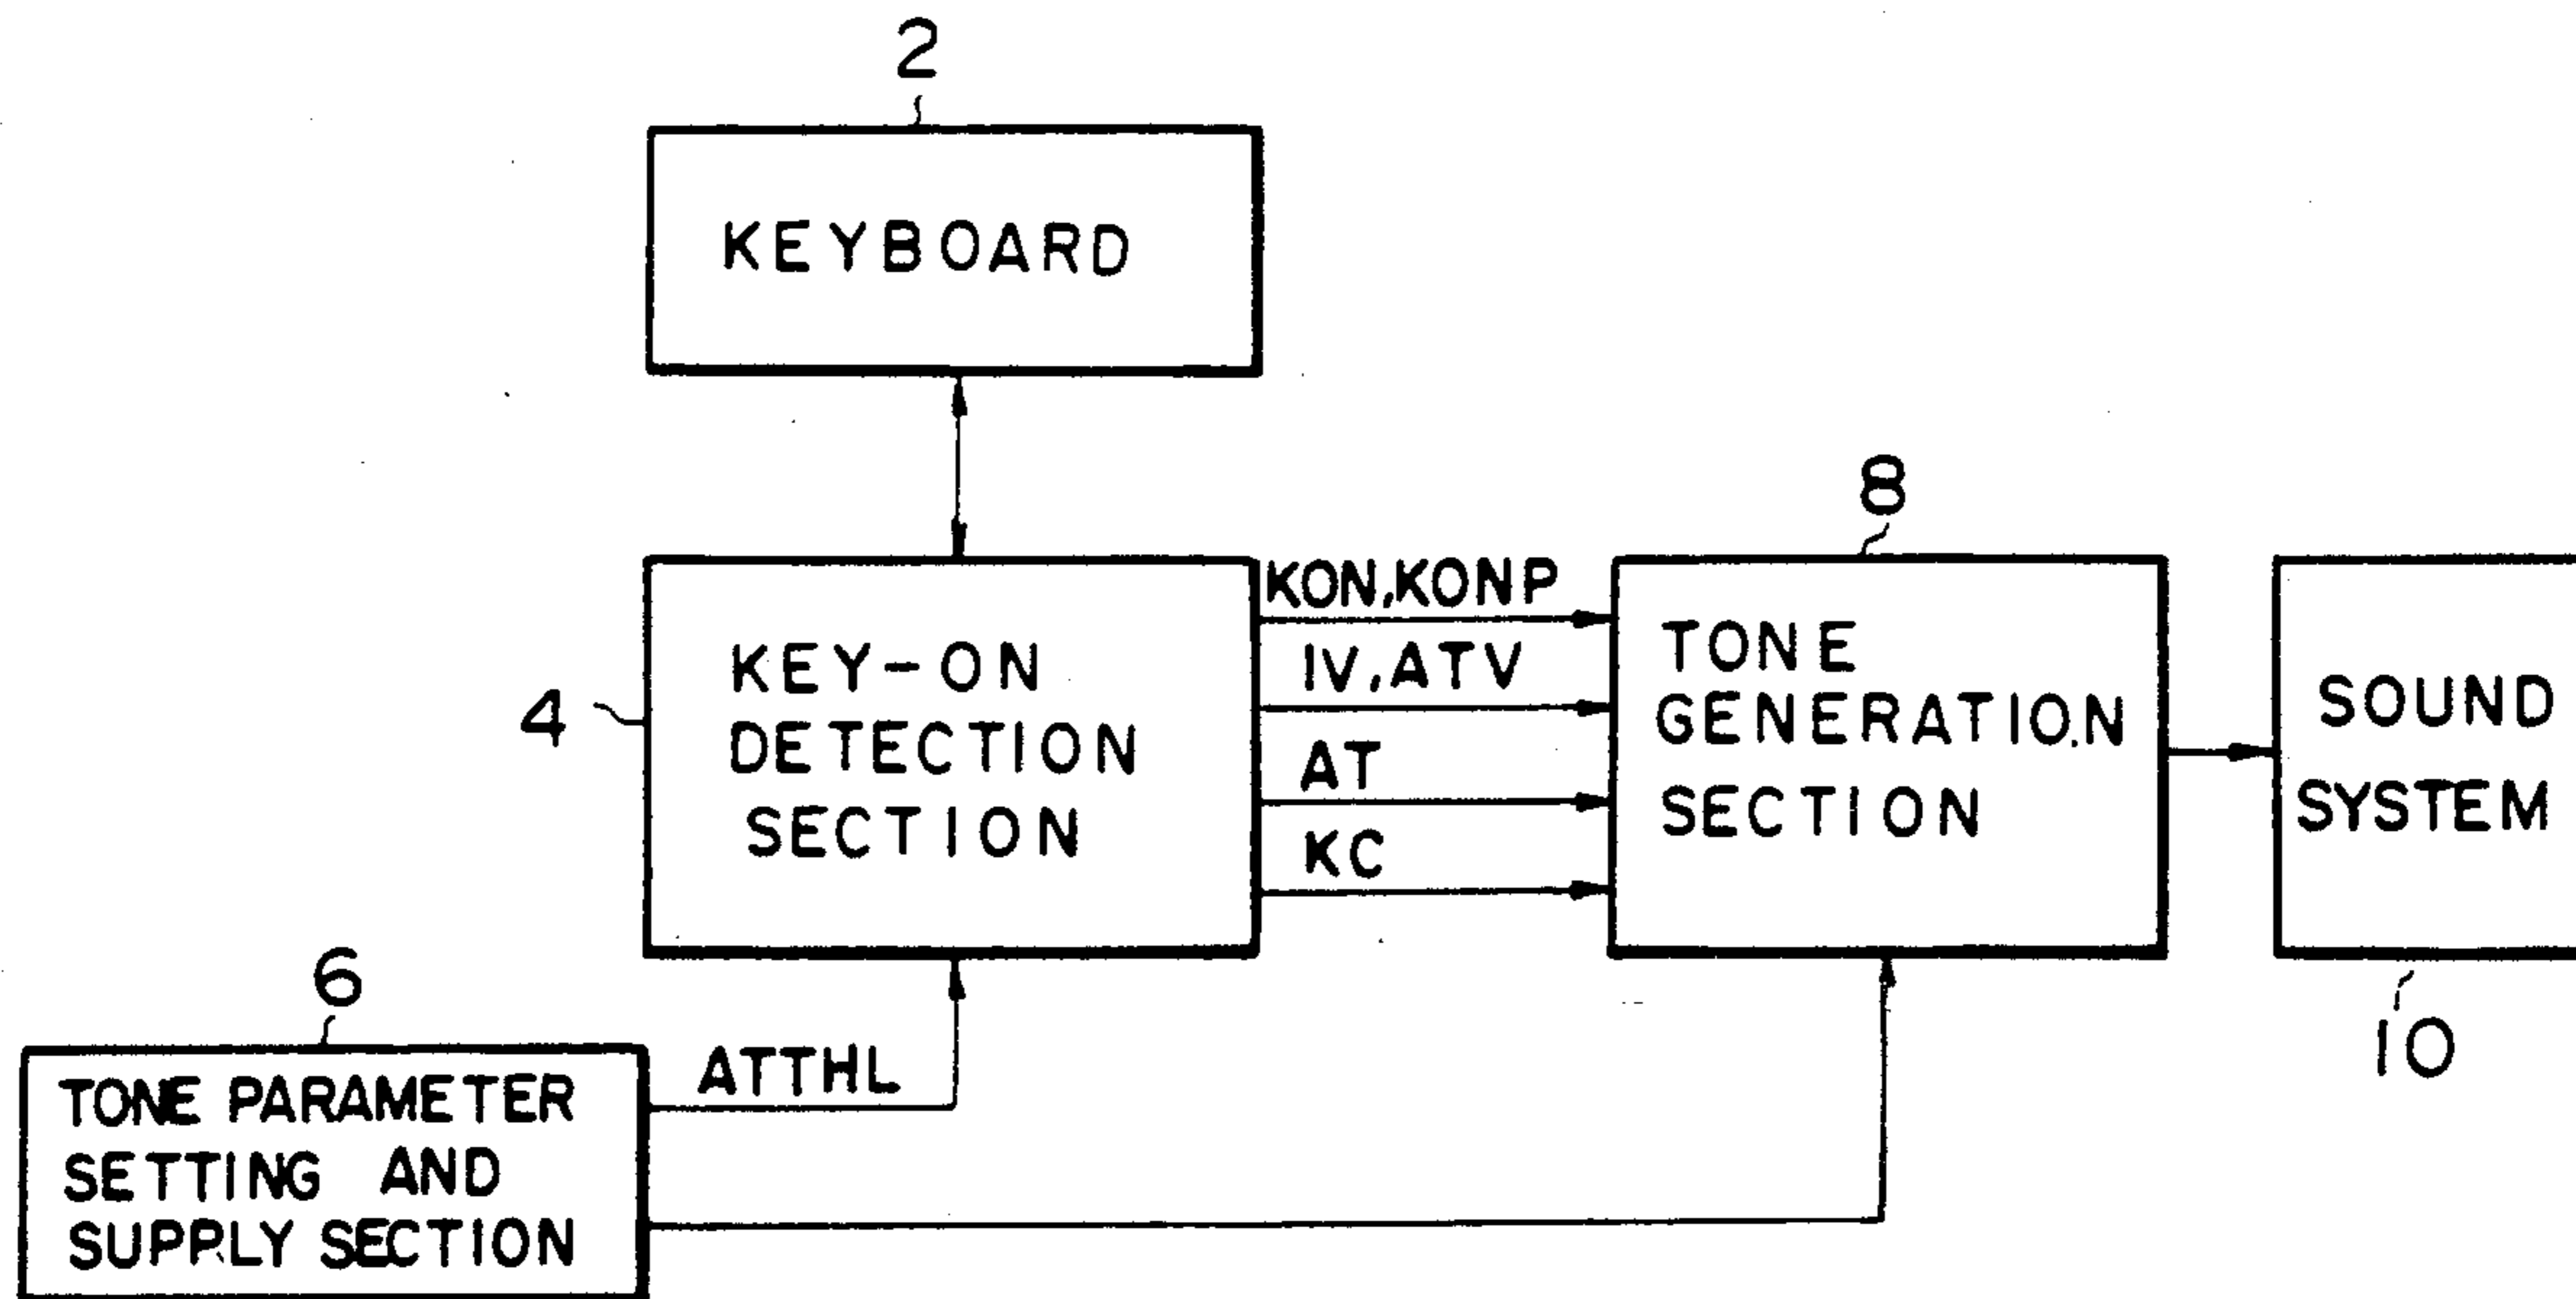 2
KEYBOARD
4
KEY-ON
DETECTION
SECTION
KON,KONP
IV,ATV
AT
KC
8
TONE
GENERATION
SECTION
SOUND
SYSTEM
10
6
TONE PARAMETER
SETTING AND
SUPPLY SECTION
ATTHL